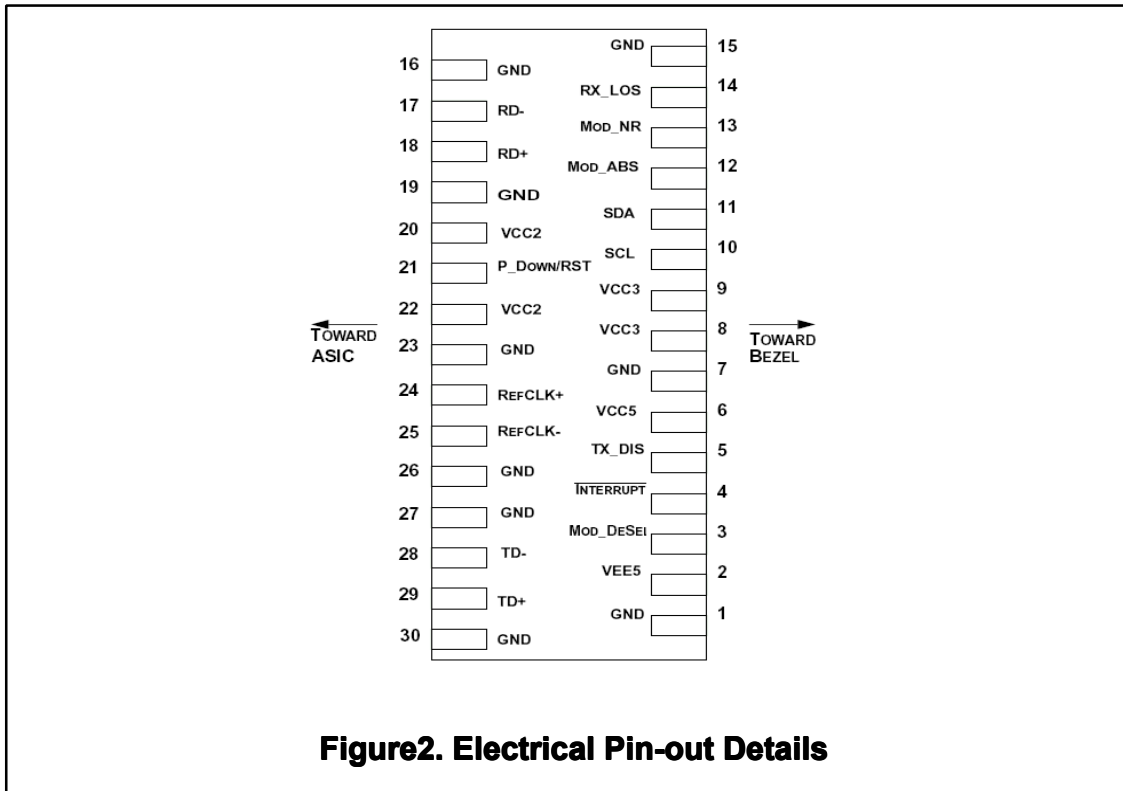 GND 15
16 GND
RX_LOS 14
17 RD-
MOD_NR 13
18 RD+
MOD_ABS 12
19 GND
SDA 11
20 VCC2
SCL 10
21 P_DOWN/RST
VCC3 9
22 VCC2
VCC3 8
TOWARD
ASIC
TOWARD
BEZEL
23 GND
GND 7
24 REFCLK+
VCC5 6
25 REFCLK-
TX_DIS 5
26 GND
INTERRUPT 4
27 GND
MOD_DESEl 3
28 TD-
VEE5 2
29 TD+
GND 1
30 GND
Figure2. Electrical Pin-out Details